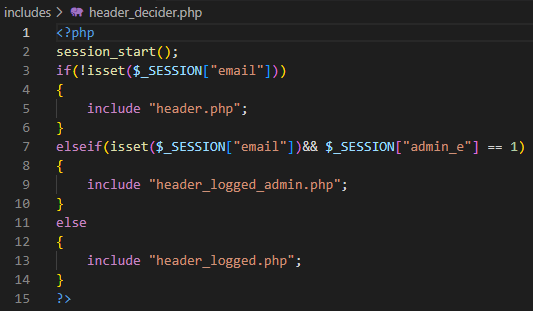 includes > header_decider.php
1 <?php
2 session_start();
3 if(!isset($_SESSION["email"]))
4 {
5     include "header.php";
6 }
7 elseif(isset($_SESSION["email"])&& $_SESSION["admin_e"] == 1)
8 {
9     include "header_logged_admin.php";
10 }
11 else
12 {
13     include "header_logged.php";
14 }
15 ?>